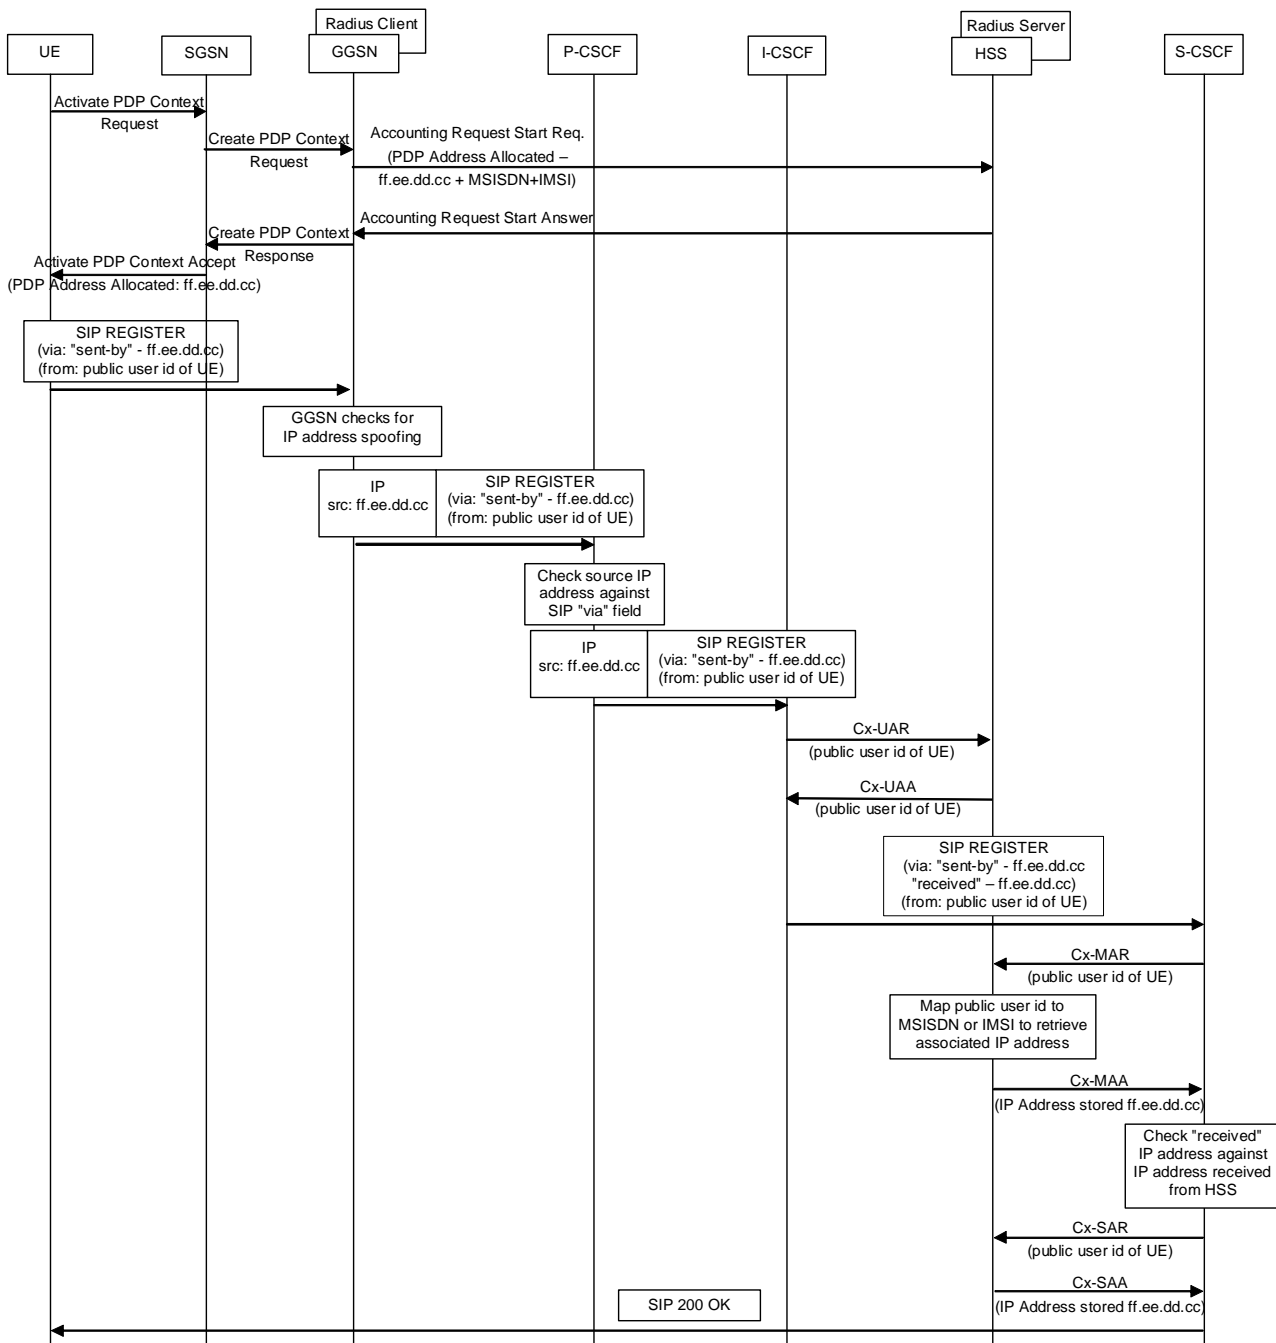 Radius Client
Radius Server
UE
SGSN
GGSN
P-CSCF
I-CSCF
HSS
S-CSCF
Activate PDP Context
Request
Create PDP Context
Request
Accounting Request Start Req.
(PDP Address Allocated –
ff.ee.dd.cc + MSISDN+IMSI)
Accounting Request Start Answer
Create PDP Context
Response
Activate PDP Context Accept
(PDP Address Allocated: ff.ee.dd.cc)
SIP REGISTER
(via: "sent-by" - ff.ee.dd.cc)
(from: public user id of UE)
GGSN checks for
IP address spoofing
IP
src: ff.ee.dd.cc
SIP REGISTER
(via: "sent-by" - ff.ee.dd.cc)
(from: public user id of UE)
Check source IP
address against
SIP "via" field
IP
src: ff.ee.dd.cc
SIP REGISTER
(via: "sent-by" - ff.ee.dd.cc)
(from: public user id of UE)
Cx-UAR
(public user id of UE)
Cx-UAA
(public user id of UE)
SIP REGISTER
(via: "sent-by" - ff.ee.dd.cc
"received" – ff.ee.dd.cc)
(from: public user id of UE)
Cx-MAR
(public user id of UE)
Map public user id to
MSISDN or IMSI to retrieve
associated IP address
Cx-MAA
(IP Address stored ff.ee.dd.cc)
Check "received"
IP address against
IP address received
from HSS
Cx-SAR
(public user id of UE)
Cx-SAA
(IP Address stored ff.ee.dd.cc)
SIP 200 OK